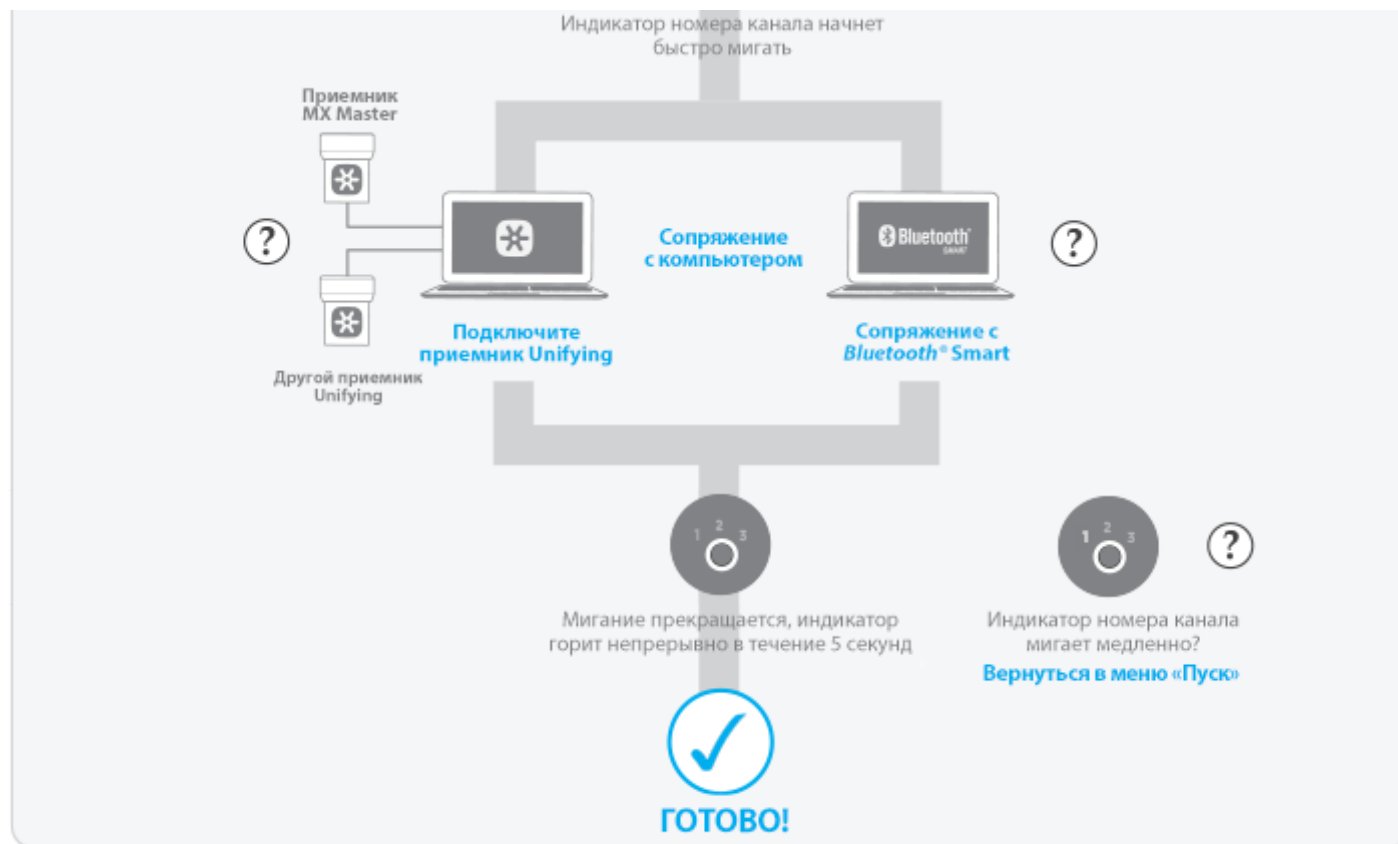 Индикатор номера канала начнет
быстро мигать
Приемник
MX Master
?
Сопряжение
с компьютером
Bluetooth®
SMART
?
Подключите
приемник Unifying
Сопряжение с
Bluetooth® Smart
Другой приемник
Unifying
1 2 3
1 2 3
?
Мигание прекращается, индикатор
горит непрерывно в течение 5 секунд
Индикатор номера канала
мигает медленно?
Вернуться в меню «Пуск»
ГОТОВО!